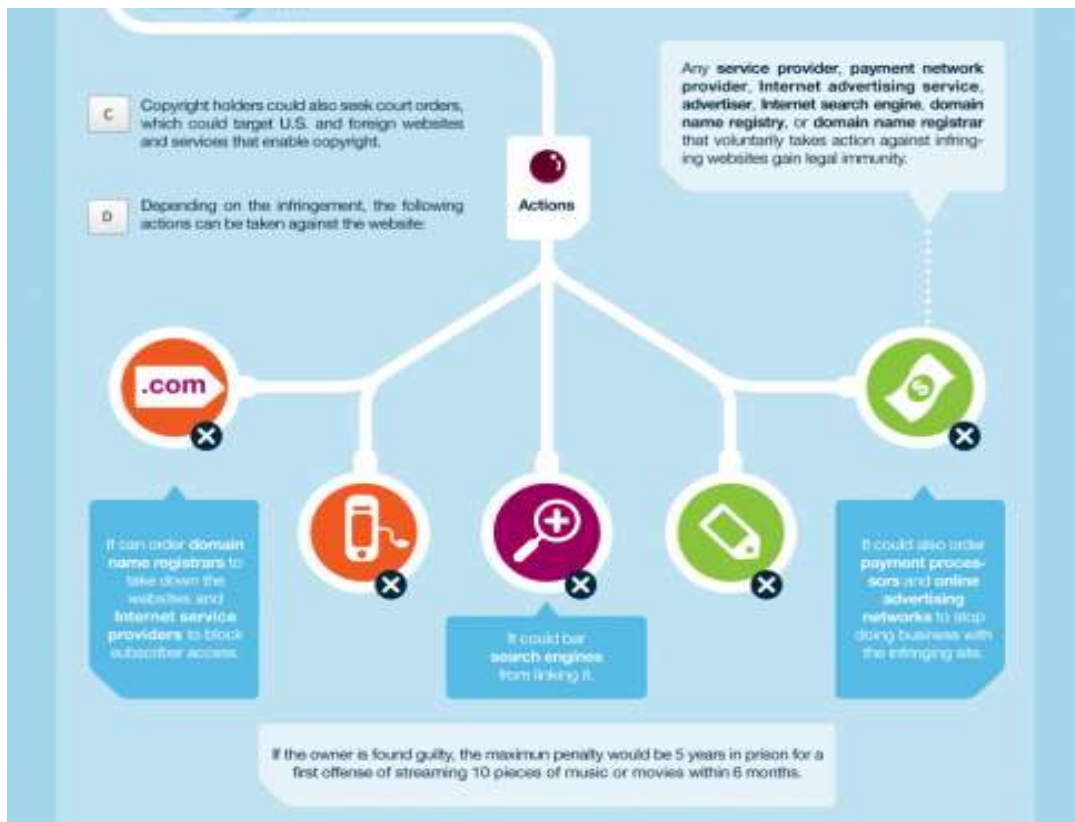 C
Copyright holders could also seek court orders,
which could target U.S. and foreign websites
and services that enable copyright.
D
Depending on the infringement, the following
actions can be taken against the website:
Actions
Any service provider, payment network
provider, Internet advertising service,
advertiser, Internet search engine, domain
name registry, or domain name registrar
that voluntarily takes action against infring-
ing websites gain legal immunity.
.com
$
It can order domain
name registrars to
take down the
websites and
Internet service
providers to block
subscriber access.
It could bar
search engines
from linking it.
It could also order
payment proces-
sors and online
advertising
networks to stop
doing business with
the infringing site.
If the owner is found guilty, the maximun penalty would be 5 years in prison for a
first offense of streaming 10 pieces of music or movies within 6 months.